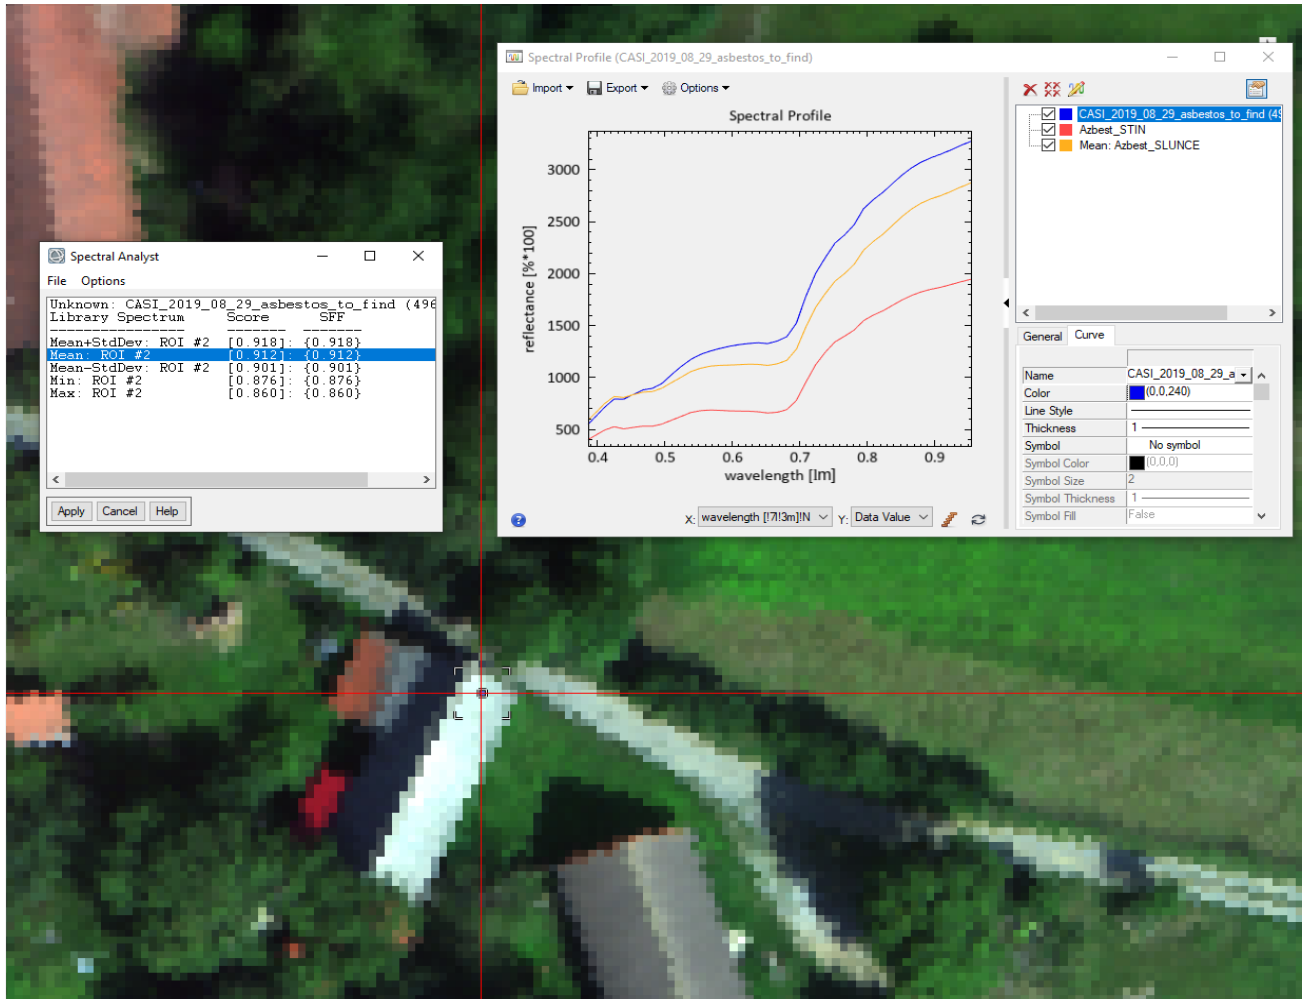 Spectral Profile (CASI_2019_08_29_asbestos_to_find)
Import Export Options
Spectral Profile
3000
2500
2000
1500
1000
500
reflectance [%*100]
0.4 0.5 0.6 0.7 0.8 0.9
wavelength [lm]
X: wavelength [!7l!3m]!N Y: Data Value
CASI_2019_08_29_asbestos_to_find (49
Azbest_STIN
Mean: Azbest_SLUNCE
General Curve
Name CASI_2019_08_29_a
Color (0,0,240)
Line Style
Thickness 1
Symbol No symbol
Symbol Color (0,0,0)
Symbol Size 2
Symbol Thickness 1
Symbol Fill False
Spectral Analyst
File Options
Unknown: CASI_2019_08_29_asbestos_to_find (496
Library Spectrum Score SFF
---------------- ------- -------
Mean+StdDev: ROI #2 [0.918]: {0.918}
Mean: ROI #2 [0.912]: {0.912}
Mean-StdDev: ROI #2 [0.901]: {0.901}
Min: ROI #2 [0.876]: {0.876}
Max: ROI #2 [0.860]: {0.860}
Apply Cancel Help